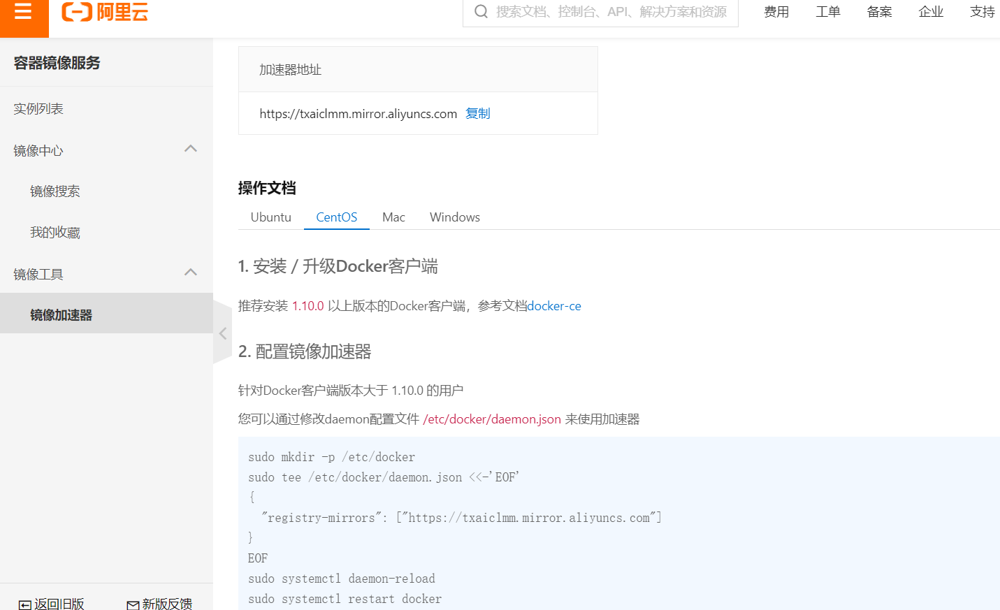 阿里云
搜索文档、控制台、API、解决方案和资源
费用
工单
备案
企业
支持
容器镜像服务
实例列表
镜像中心
镜像搜索
我的收藏
镜像工具
镜像加速器
返回旧版
新版反馈
加速器地址
https://txaiclmm.mirror.aliyuncs.com 复制
操作文档
Ubuntu
CentOS
Mac
Windows
1. 安装 / 升级Docker客户端
推荐安装 1.10.0 以上版本的Docker客户端，参考文档docker-ce
2. 配置镜像加速器
针对Docker客户端版本大于 1.10.0 的用户
您可以通过修改daemon配置文件 /etc/docker/daemon.json 来使用加速器
sudo mkdir -p /etc/docker
sudo tee /etc/docker/daemon.json <<-'EOF'
{
  "registry-mirrors": ["https://txaiclmm.mirror.aliyuncs.com"]
}
EOF
sudo systemctl daemon-reload
sudo systemctl restart docker